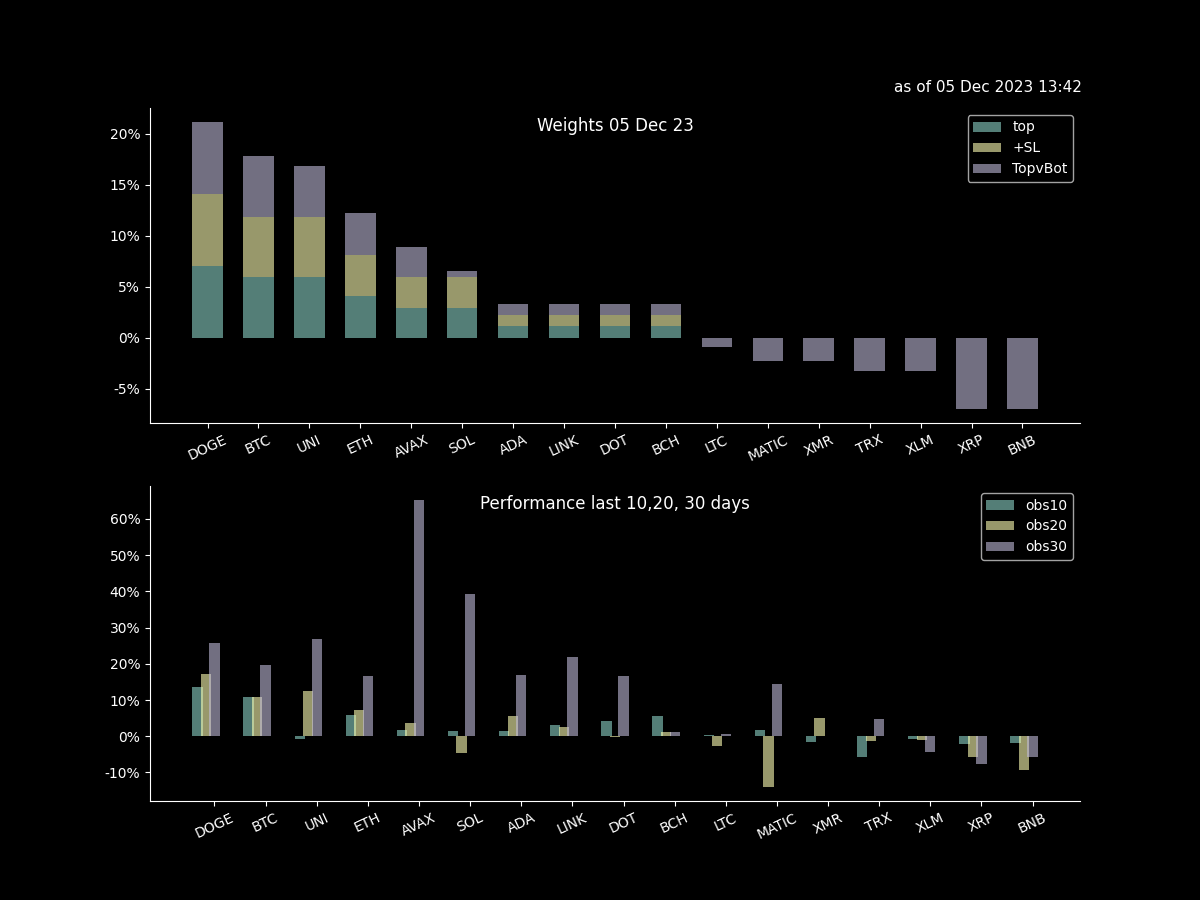 as of 05 Dec 2023 13:42
Weights 05 Dec 23
top
+SL
TopvBot
20%
15%
10%
5%
0%
-5%
DOGE BTC UNI ETH AVAX SOL ADA LINK DOT BCH LTC MATIC XMR TRX XLM XRP BNB
Performance last 10,20, 30 days
obs10
obs20
obs30
60%
50%
40%
30%
20%
10%
0%
-10%
DOGE BTC UNI ETH AVAX SOL ADA LINK DOT BCH LTC MATIC XMR TRX XLM XRP BNB